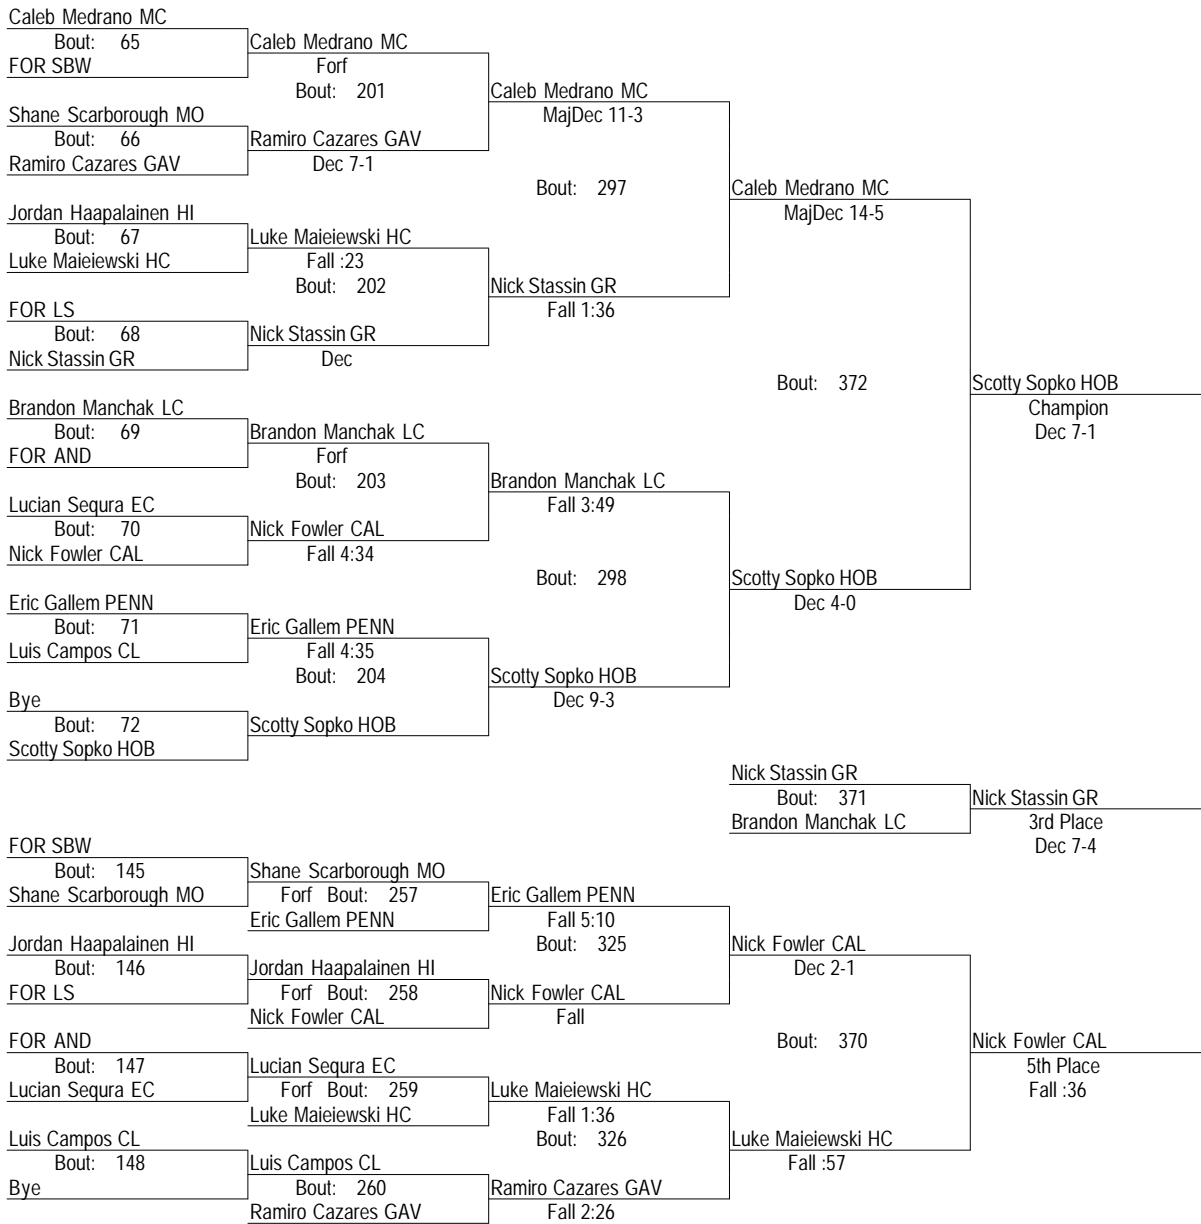 Caleb Medrano MC
Bout: 65 Caleb Medrano MC
FOR SBW Forf
Bout: 201 Caleb Medrano MC
Shane Scarborough MO MajDec 11-3
Bout: 66 Ramiro Cazares GAV
Ramiro Cazares GAV Dec 7-1
Bout: 297 Caleb Medrano MC
Jordan Haapalainen HI MajDec 14-5
Bout: 67 Luke Maieiewski HC
Luke Maieiewski HC Fall :23
Bout: 202 Nick Stassin GR
FOR LS Fall 1:36
Bout: 68 Nick Stassin GR
Nick Stassin GR Dec
Bout: 372 Scotty Sopko HOB
Brandon Manchak LC Champion
Bout: 69 Brandon Manchak LC Dec 7-1
FOR AND Forf
Bout: 203 Brandon Manchak LC
Lucian Sequra EC Fall 3:49
Bout: 70 Nick Fowler CAL
Nick Fowler CAL Fall 4:34
Bout: 298 Scotty Sopko HOB
Eric Gallem PENN Dec 4-0
Bout: 71 Eric Gallem PENN
Luis Campos CL Fall 4:35
Bout: 204 Scotty Sopko HOB
Bye Dec 9-3
Bout: 72 Scotty Sopko HOB
Scotty Sopko HOB
Nick Stassin GR
Bout: 371 Nick Stassin GR
Brandon Manchak LC 3rd Place
FOR SBW Dec 7-4
Bout: 145 Shane Scarborough MO
Shane Scarborough MO Forf Bout: 257 Eric Gallem PENN
Eric Gallem PENN Fall 5:10
Jordan Haapalainen HI Bout: 325 Nick Fowler CAL
Bout: 146 Jordan Haapalainen HI Dec 2-1
FOR LS Forf Bout: 258 Nick Fowler CAL
Nick Fowler CAL Fall
FOR AND Bout: 370 Nick Fowler CAL
Bout: 147 Lucian Sequra EC 5th Place
Lucian Sequra EC Forf Bout: 259 Luke Maieiewski HC Fall :36
Luke Maieiewski HC Fall 1:36
Luis Campos CL Bout: 326 Luke Maieiewski HC
Bout: 148 Luis Campos CL Fall :57
Bye Bout: 260 Ramiro Cazares GAV
Ramiro Cazares GAV Fall 2:26